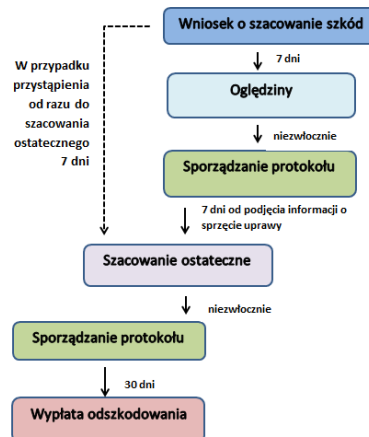 Wniosek o szacowanie szkód
7 dni
W przypadku
przystąpienia
od razu do
szacowania
ostatecznego
7 dni
Oględziny
niezwłocznie
Sporządzanie protokołu
7 dni od podjęcia informacji o
sprzęcie uprawy
Szacowanie ostateczne
niezwłocznie
Sporządzanie protokołu
30 dni
Wypłata odszkodowania